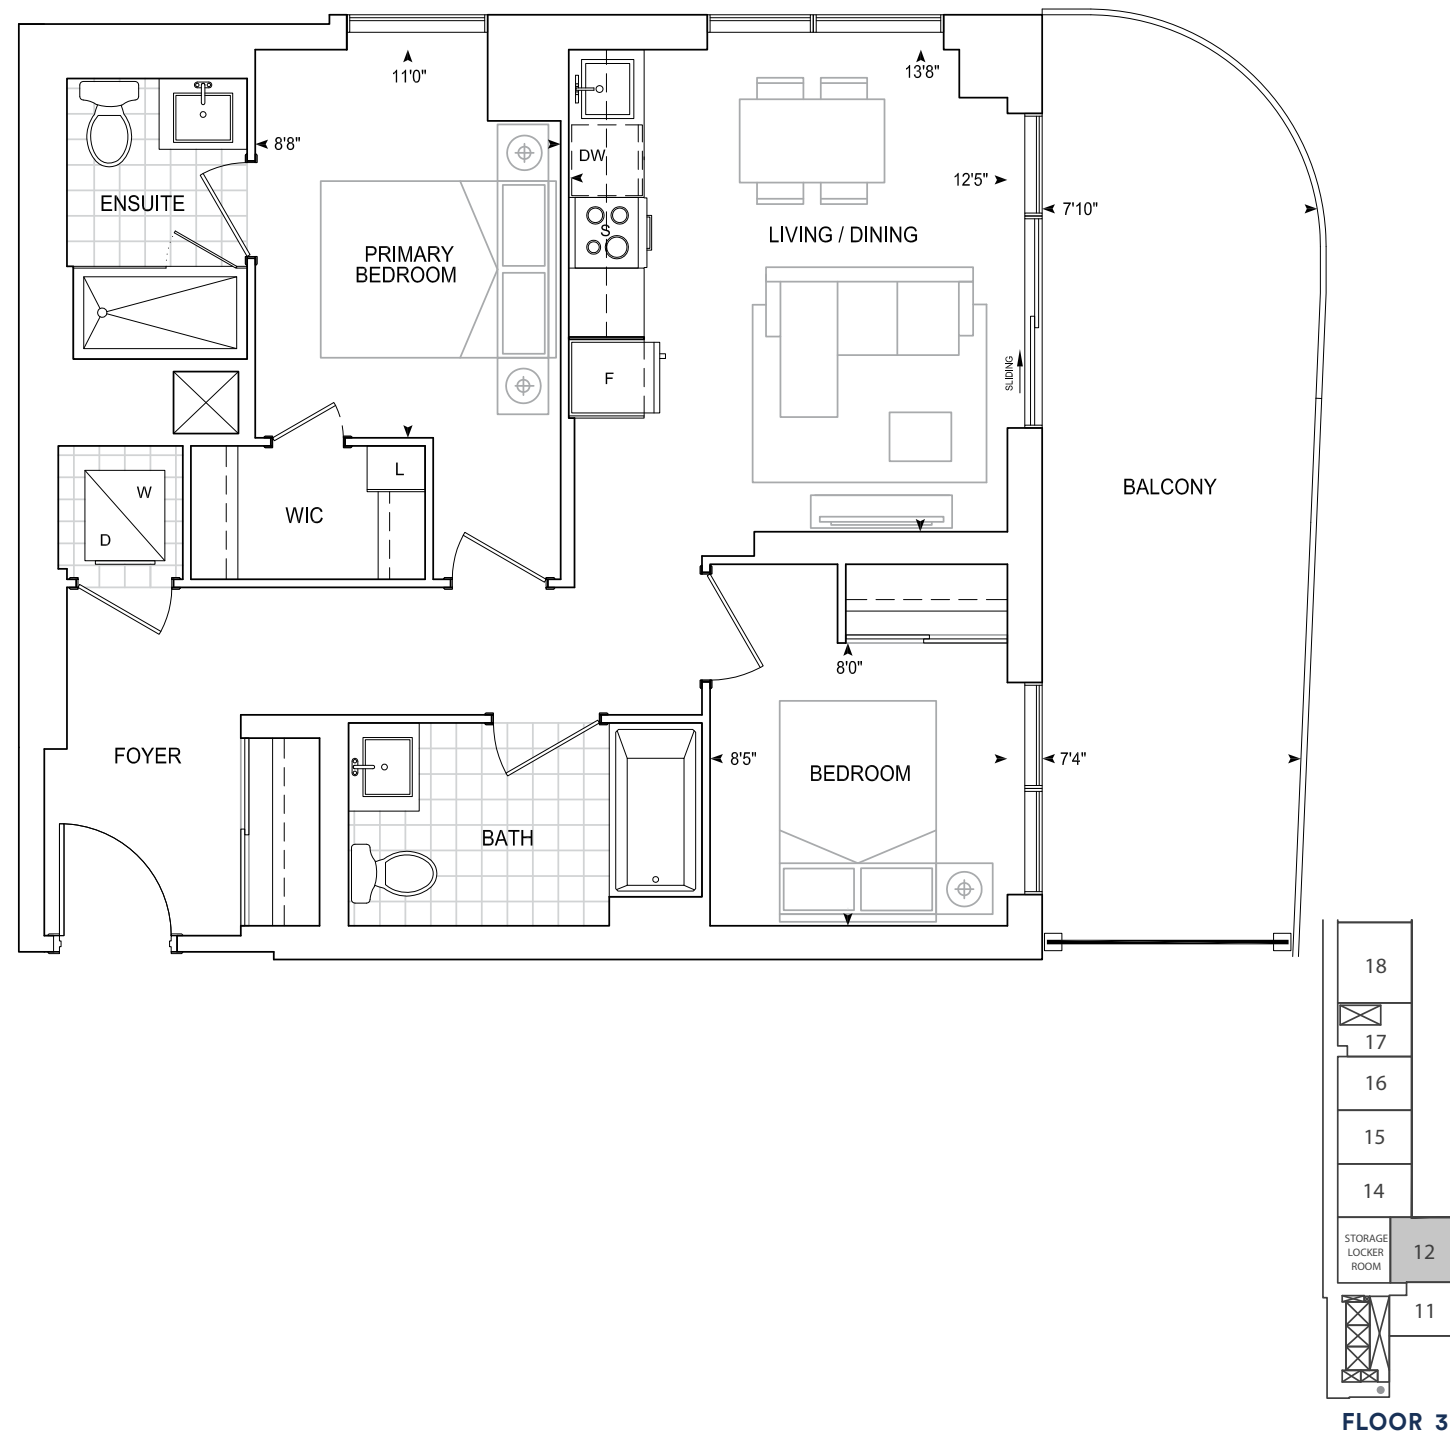 11'0"
13'8"
8'8"
DW
12'5"
ENSUITE
7'10"
S
LIVING / DINING
PRIMARY
BEDROOM
SLIDING
F
L
W
WIC
D
BALCONY
8'0"
FOYER
8'5"
7'4"
BEDROOM
BATH
18
17
16
15
14
STORAGE
LOCKER
ROOM
12
11
FLOOR 3